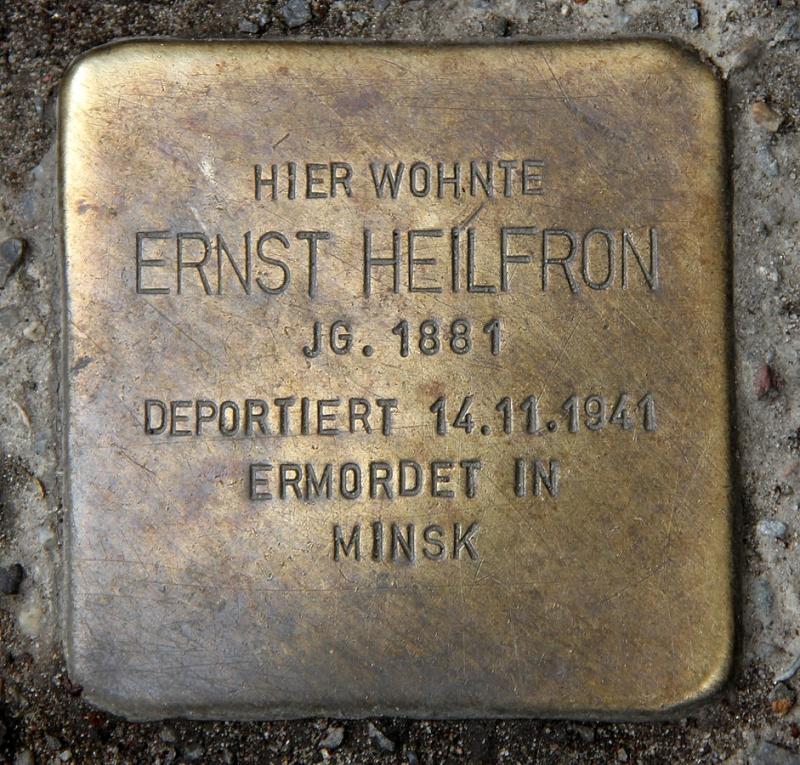 HIER WOHNTE
ERNST HEILFRON
JG. 1881
DEPORTIERT 14.11.1941
ERMORDET IN
MINSK